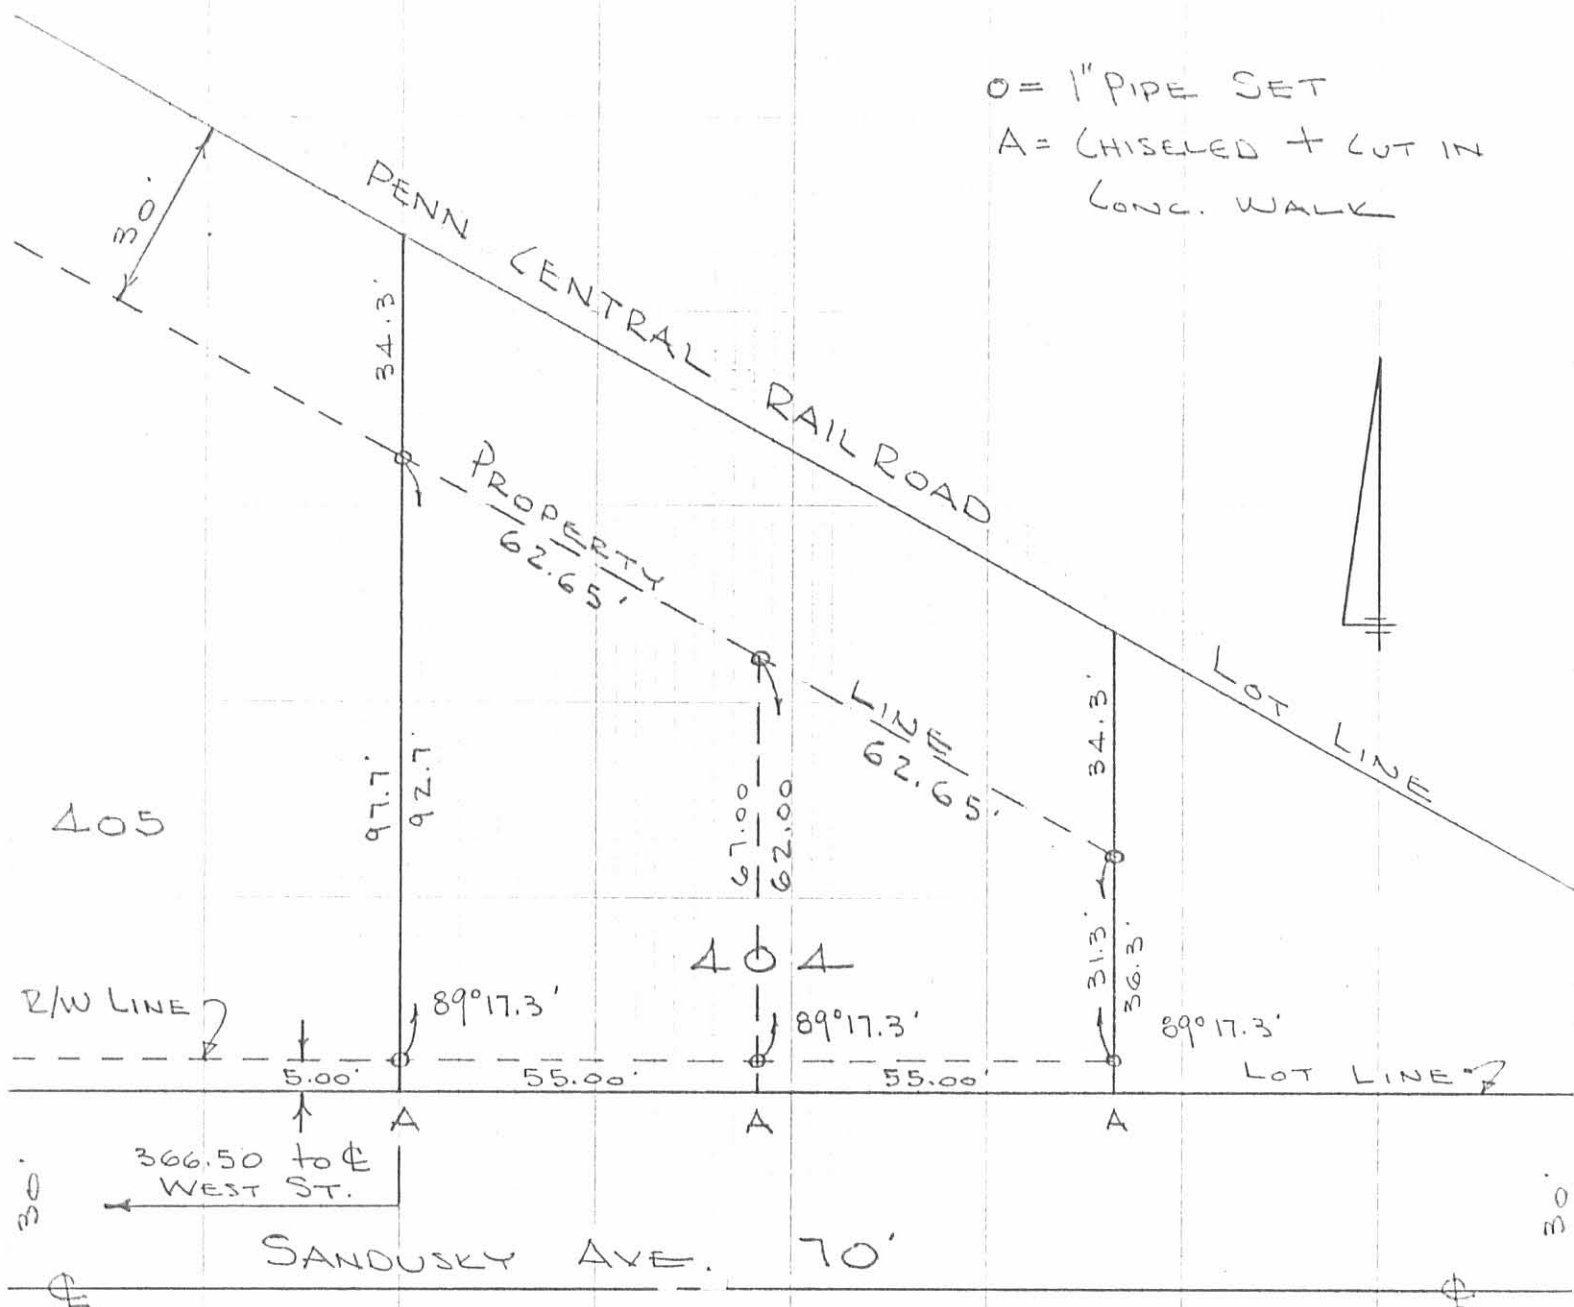 O = 1" PIPE SET
A = CHISELED + CUT IN
CONC. WALK
30'
PENN CENTRAL RAILROAD
34.3'
PROPERTY LINE
62.65'
62.65'
LOT LINE
34.3'
97.7'
92.7'
67.00
62.00
405
404
31.3'
36.3'
R/W LINE
89°17.3'
89°17.3'
89°17.3'
5.00'
55.00'
55.00'
LOT LINE
A
A
A
366.50 to ℄
WEST ST.
30'
30'
SANDUSKY AVE. 70'
℄
℄